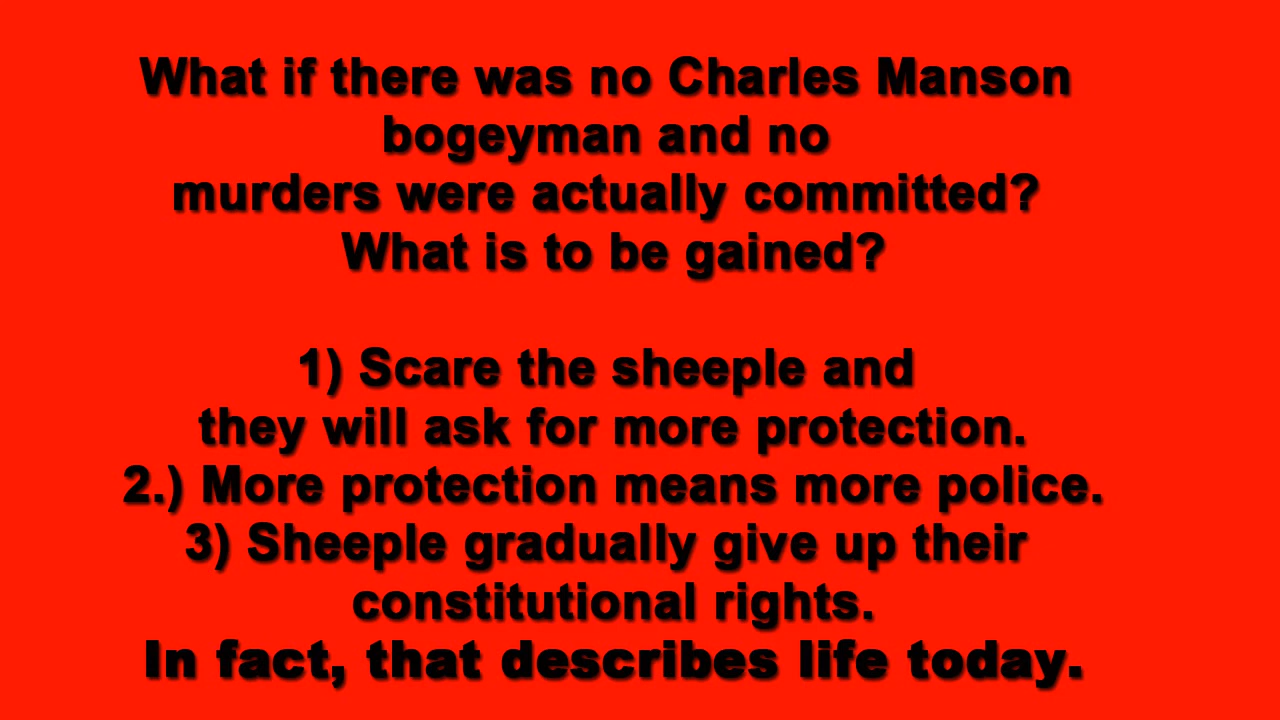 What if there was no Charles Manson
bogeyman and no
murders were actually committed?
What is to be gained?
1) Scare the sheeple and
they will ask for more protection.
2.) More protection means more police.
3) Sheeple gradually give up their
constitutional rights.
In fact, that describes life today.